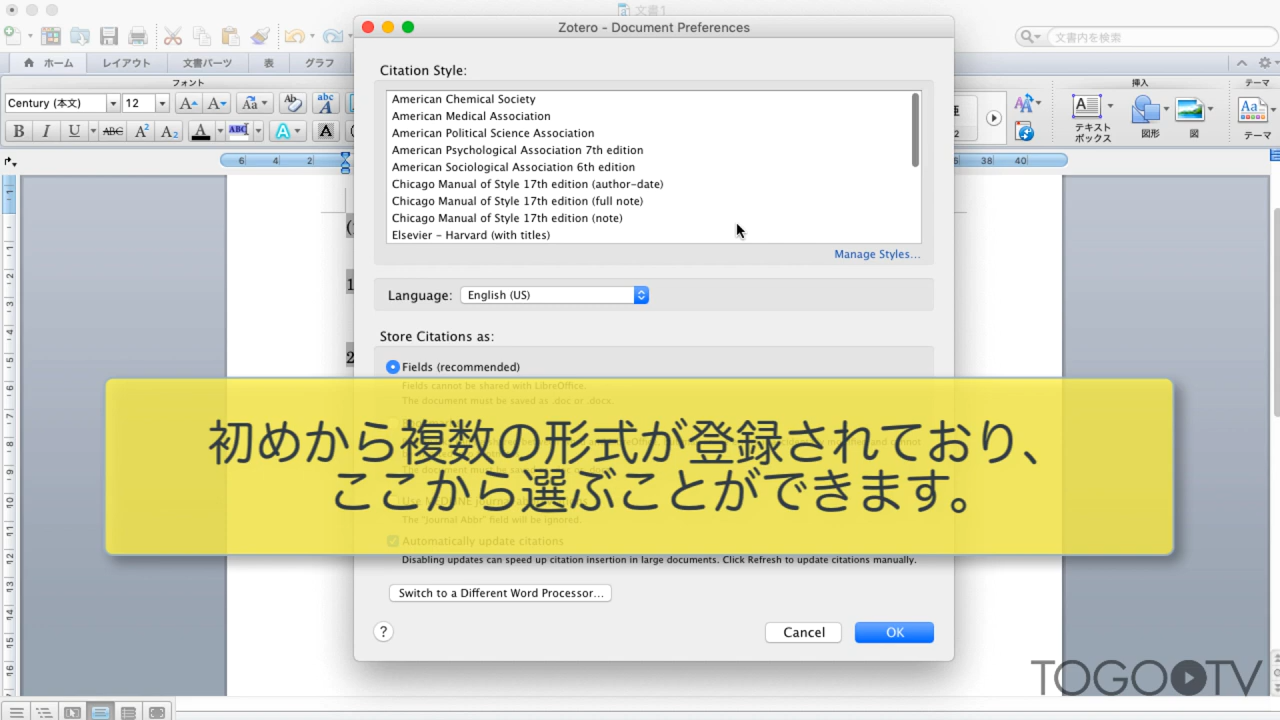 文書1
Zotero - Document Preferences
文書内を検索
ホーム
レイアウト
文書パーツ
表
グラフ
フォント
挿入
テーマ
Century (本文)
12
テキスト
ボックス
図形
図
テーマ
Citation Style:
American Chemical Society
American Medical Association
American Political Science Association
American Psychological Association 7th edition
American Sociological Association 6th edition
Chicago Manual of Style 17th edition (author-date)
Chicago Manual of Style 17th edition (full note)
Chicago Manual of Style 17th edition (note)
Elsevier - Harvard (with titles)
Manage Styles...
Language: English (US)
Store Citations as:
Fields (recommended)
Fields cannot be shared with LibreOffice.
The document must be saved as .doc or .docx.
初めから複数の形式が登録されており、
ここから選ぶことができます。
The "Journal Abbr" field will be ignored.
Automatically update citations
Disabling updates can speed up citation insertion in large documents. Click Refresh to update citations manually.
Switch to a Different Word Processor...
?
Cancel
OK
TOGOTV